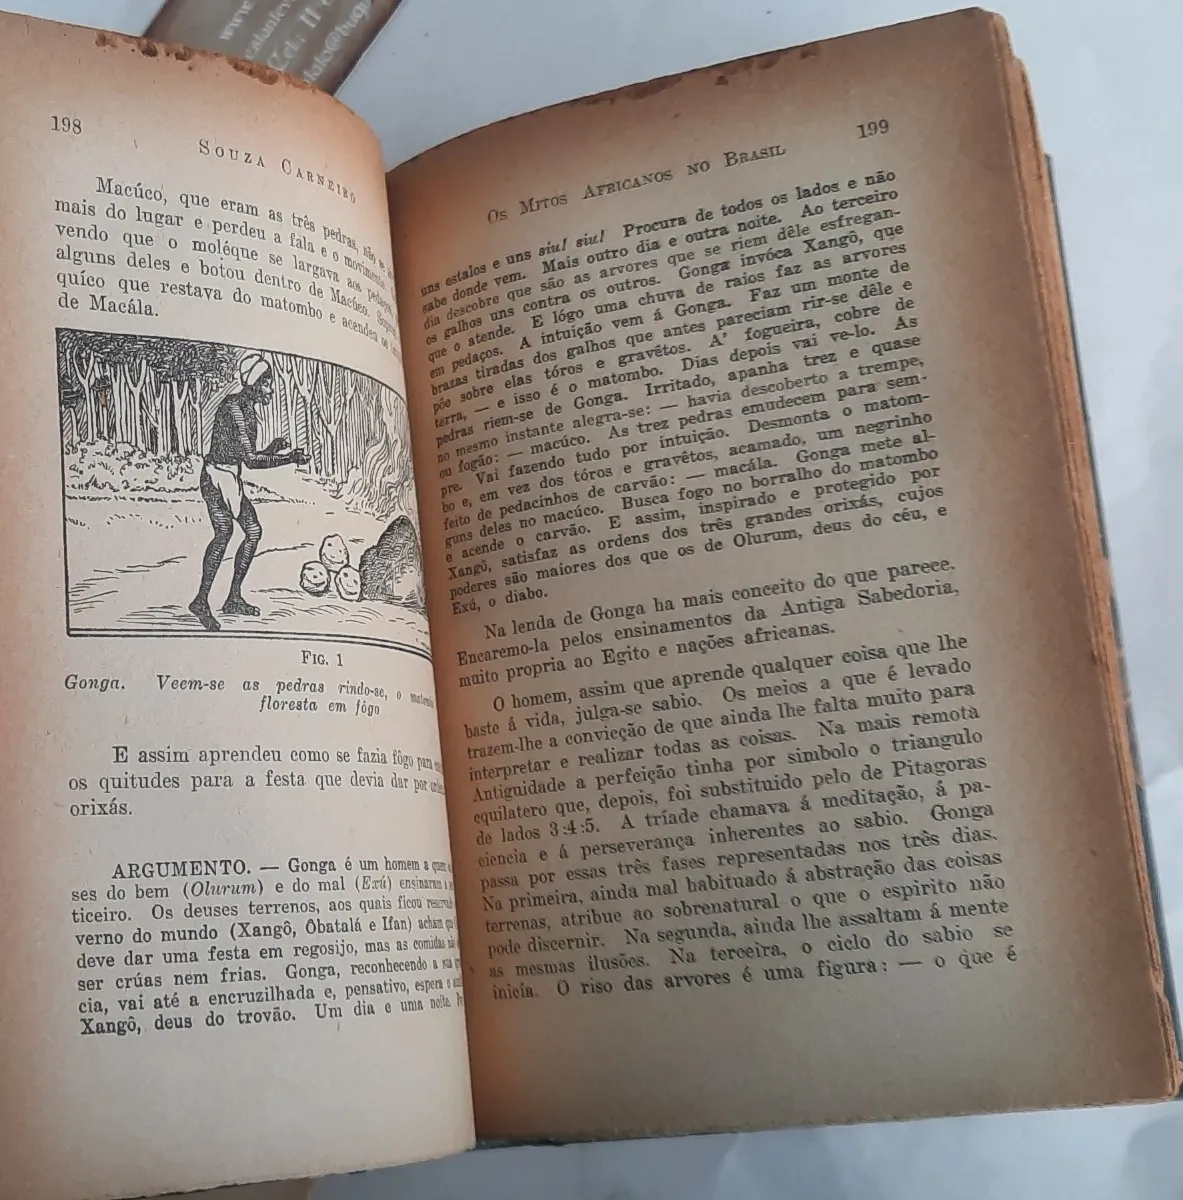 www.
198
SOUZA CARNEIRO
Macúco, que eram as três pedras, não se
mais do lugar e perdeu a fala e o movimento
vendo que o moléque se largava aos pedaços
alguns deles e botou dentro de Macúco. Soprou
quíco que restava do matombo e acendeu os
de Macála.
FIG. 1
Gonga. Veem-se as pedras rindo-se, o
floresta em fôgo
E assim aprendeu como se fazia fôgo para
os quitudes para a festa que devia dar por
orixás.
ARGUMENTO. — Gonga é um homem a quem
ses do bem (Olurum) e do mal (Exú) ensinaram
ticeiro. Os deuses terrenos, aos quais ficou
verno do mundo (Xangô, Obatalá e Ifan) acham
deve dar uma festa em regosijo, mas as comidas
ser crúas nem frias. Gonga, reconhecendo a sua
cia, vai até a encruzilhada e, pensativo, espera o
Xangô, deus do trovão. Um dia e uma noite.
199
OS MITOS AFRICANOS NO BRASIL
uns estalos e uns siu! siu! Procura de todos os lados e não
sabe donde vem. Mais outro dia e outra noite. Ao terceiro
dia descobre que são as arvores que se riem dêle esfregan-
os galhos uns contra os outros. Gonga invóca Xangô, que
que o atende. E lógo uma chuva de raios faz as arvores
em pedaços. A intuição vem á Gonga. Faz um monte de
brazas tiradas dos galhos que antes pareciam rir-se dêle e
põe sobre elas tóros e gravêtos. A' fogueira, cobre de
terra, — e isso é o matombo. Dias depois vai ve-lo. As
pedras riem-se de Gonga. Irritado, apanha trez e quase
no mesmo instante alegra-se: — havia descoberto a trempe,
ou fogão: — macúco. As trez pedras emudecem para sem-
pre. Vai fazendo tudo por intuição. Desmonta o matom-
bo e, em vez dos tóros e gravêtos, acamado, um negrinho
feito de pedacinhos de carvão: — macála. Gonga mete al-
guns deles no macúco. Busca fogo no borralho do matombo
e acende o carvão. E assim, inspirado e protegido por
Xangô, satisfaz as ordens dos três grandes orixás, cujos
poderes são maiores dos que os de Olurum, deus do céu, e
Exú, o diabo.
Na lenda de Gonga ha mais conceito do que parece.
Encaremo-la pelos ensinamentos da Antiga Sabedoria,
muito propria ao Egito e nações africanas.
O homem, assim que aprende qualquer coisa que lhe
baste á vida, julga-se sabio. Os meios a que é levado
trazem-lhe a convicção de que ainda lhe falta muito para
interpretar e realizar todas as coisas. Na mais remota
Antiguidade a perfeição tinha por simbolo o triangulo
equilatero que, depois, foi substituido pelo de Pitagoras
de lados 3:4:5. A tríade chamava á meditação, á pa-
ciencia e á perseverança inherentes ao sabio. Gonga
passa por essas três fases representadas nos três dias.
Na primeira, ainda mal habituado á abstração das coisas
terrenas, atribue ao sobrenatural o que o espirito não
pode discernir. Na segunda, ainda lhe assaltam á mente
as mesmas ilusões. Na terceira, o ciclo do sabio se
inicía. O riso das arvores é uma figura: — o que é